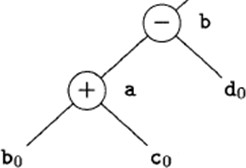 − b
+ a d₀
b₀ c₀